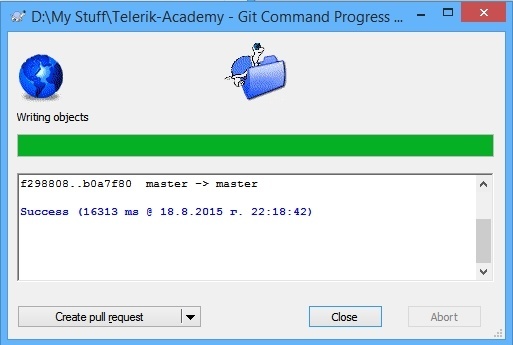 D:\My Stuff\Telerik-Academy - Git Command Progress ...
Writing objects
f298808..b0a7f80 master -> master
Success (16313 ms @ 18.8.2015 г. 22:18:42)
Create pull request
Close
Abort